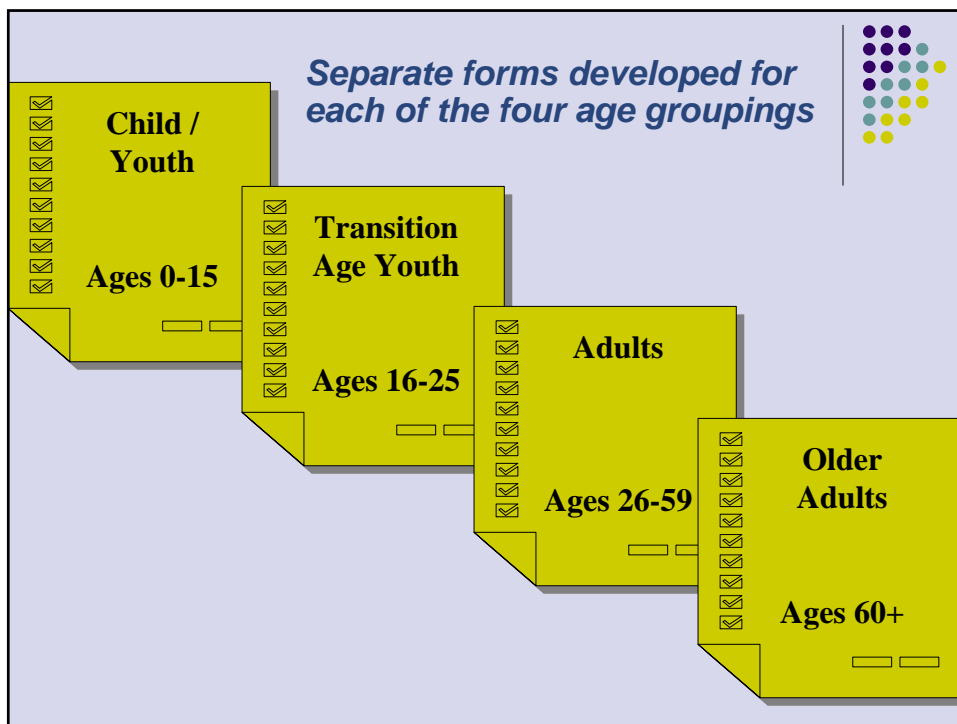 Separate forms developed for
each of the four age groupings
Child /
Youth
Ages 0-15
Transition
Age Youth
Ages 16-25
Adults
Ages 26-59
Older
Adults
Ages 60+